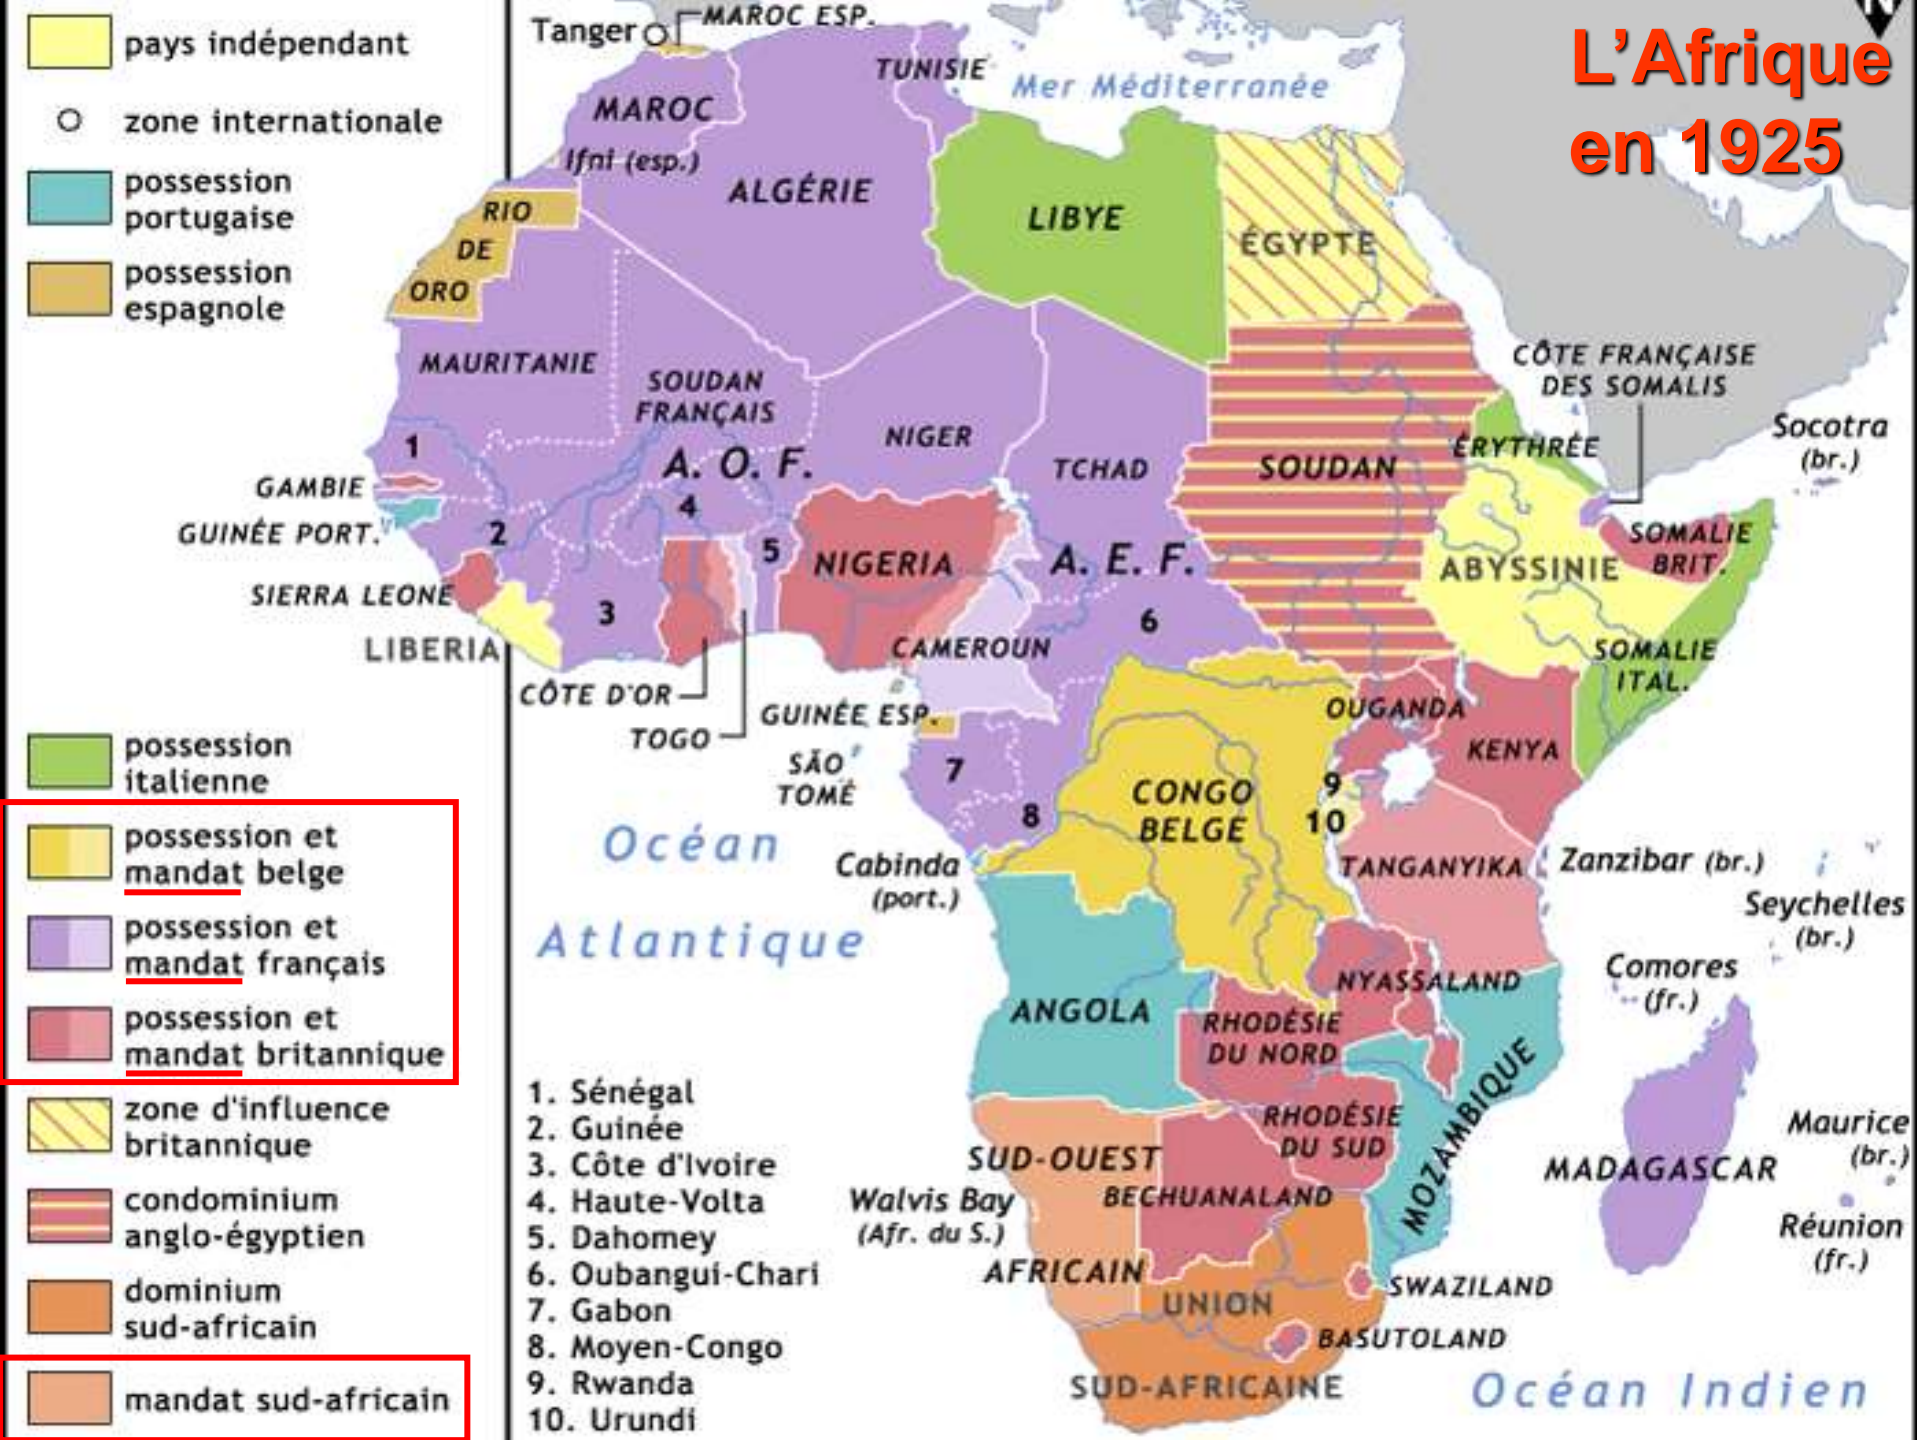 L'Afrique
en 1925
N
pays indépendant
zone internationale
possession
portugaise
possession
espagnole
possession
italienne
possession et
mandat belge
possession et
mandat français
possession et
mandat britannique
zone d'influence
britannique
condominium
anglo-égyptien
dominium
sud-africain
mandat sud-africain
Tanger
MAROC ESP.
TUNISIE
Mer Méditerranée
MAROC
Ifni (esp.)
ALGÉRIE
LIBYE
ÉGYPTE
RIO
DE
ORO
MAURITANIE
SOUDAN
FRANÇAIS
A. O. F.
NIGER
TCHAD
SOUDAN
CÔTE FRANÇAISE
DES SOMALIS
ÉRYTHRÉE
Socotra
(br.)
1
GAMBIE
GUINÉE PORT.
2
4
5
NIGERIA
A. E. F.
ABYSSINIE
SOMALIE
BRIT.
SIERRA LEONE
3
6
LIBERIA
CAMEROUN
SOMALIE
ITAL.
CÔTE D'OR
TOGO
GUINÉE ESP.
SÃO
TOMÉ
7
8
OUGANDA
KENYA
CONGO
BELGE
9
10
Océan
Atlantique
Cabinda
(port.)
TANGANYIKA
Zanzibar (br.)
Seychelles
(br.)
Comores
(fr.)
ANGOLA
NYASSALAND
RHODÉSIE
DU NORD
RHODÉSIE
DU SUD
MOZAMBIQUE
MADAGASCAR
Maurice
(br.)
Réunion
(fr.)
SUD-OUEST
AFRICAIN
Walvis Bay
(Afr. du S.)
BECHUANALAND
UNION
SUD-AFRICAINE
SWAZILAND
BASUTOLAND
Océan Indien
1. Sénégal
2. Guinée
3. Côte d'Ivoire
4. Haute-Volta
5. Dahomey
6. Oubangui-Chari
7. Gabon
8. Moyen-Congo
9. Rwanda
10. Urundi